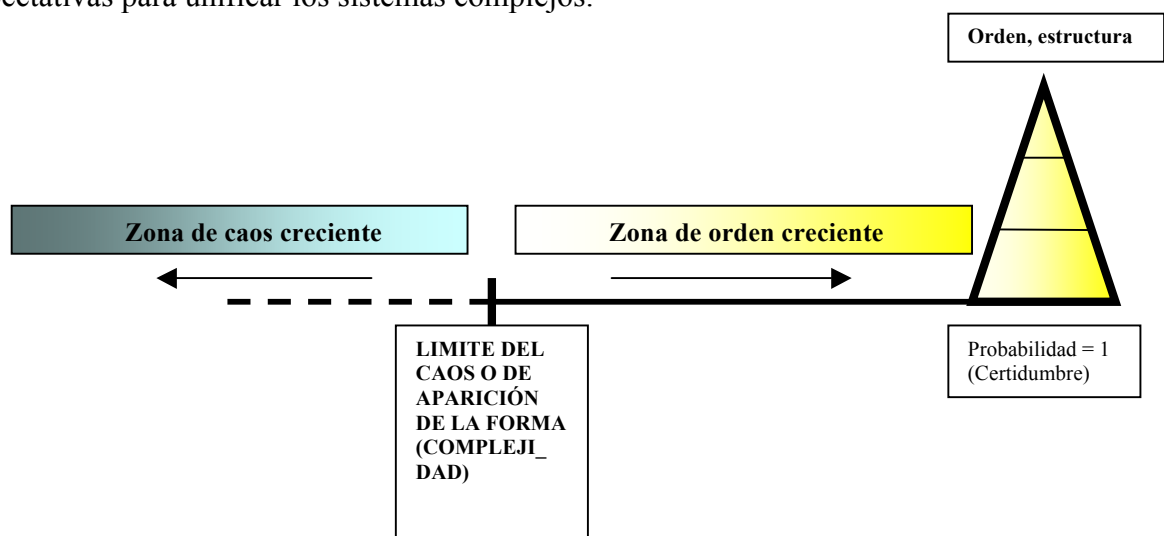 para unificar los sistemas complejos.
Orden, estructura
Zona de caos creciente
Zona de orden creciente
LIMITE DEL
CAOS O DE
APARICIÓN
DE LA FORMA
(COMPLEJI_
DAD)
Probabilidad = 1
(Certidumbre)